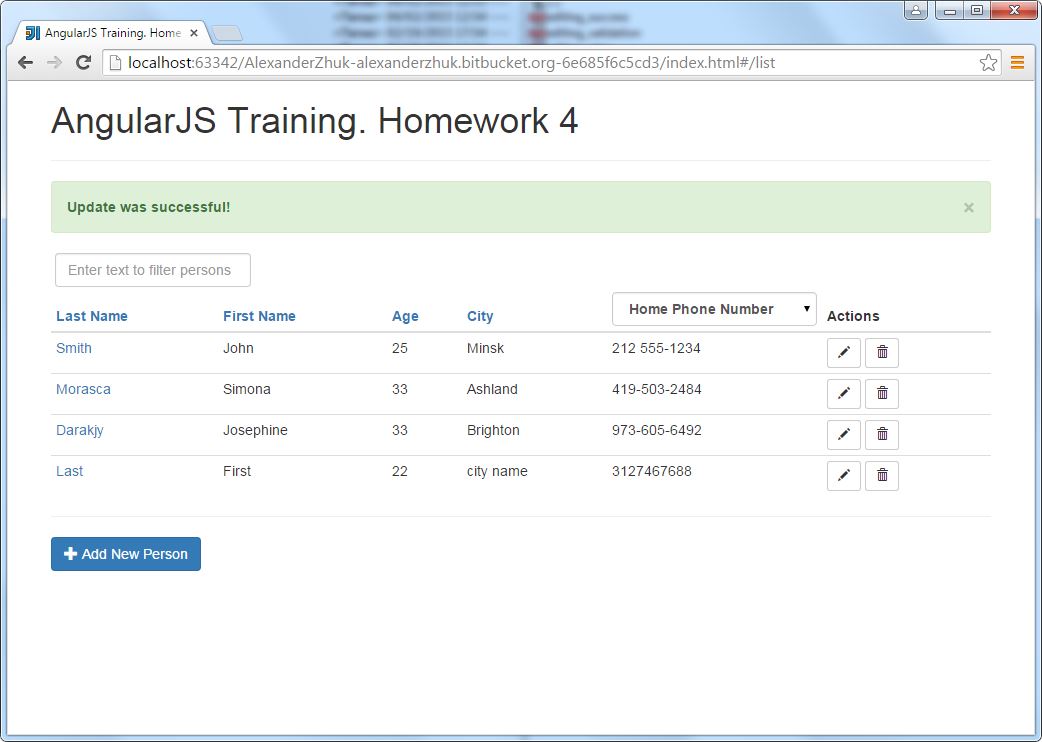 AngularJS Training. Home
localhost:63342/AlexanderZhuk-alexanderzhuk.bitbucket.org-6e685f6c5cd3/index.html#/list
AngularJS Training. Homework 4
Update was successful! ×
Enter text to filter persons
Last Name First Name Age City Home Phone Number Actions
Smith John 25 Minsk 212 555-1234
Morasca Simona 33 Ashland 419-503-2484
Darakjy Josephine 33 Brighton 973-605-6492
Last First 22 city name 3127467688
Add New Person